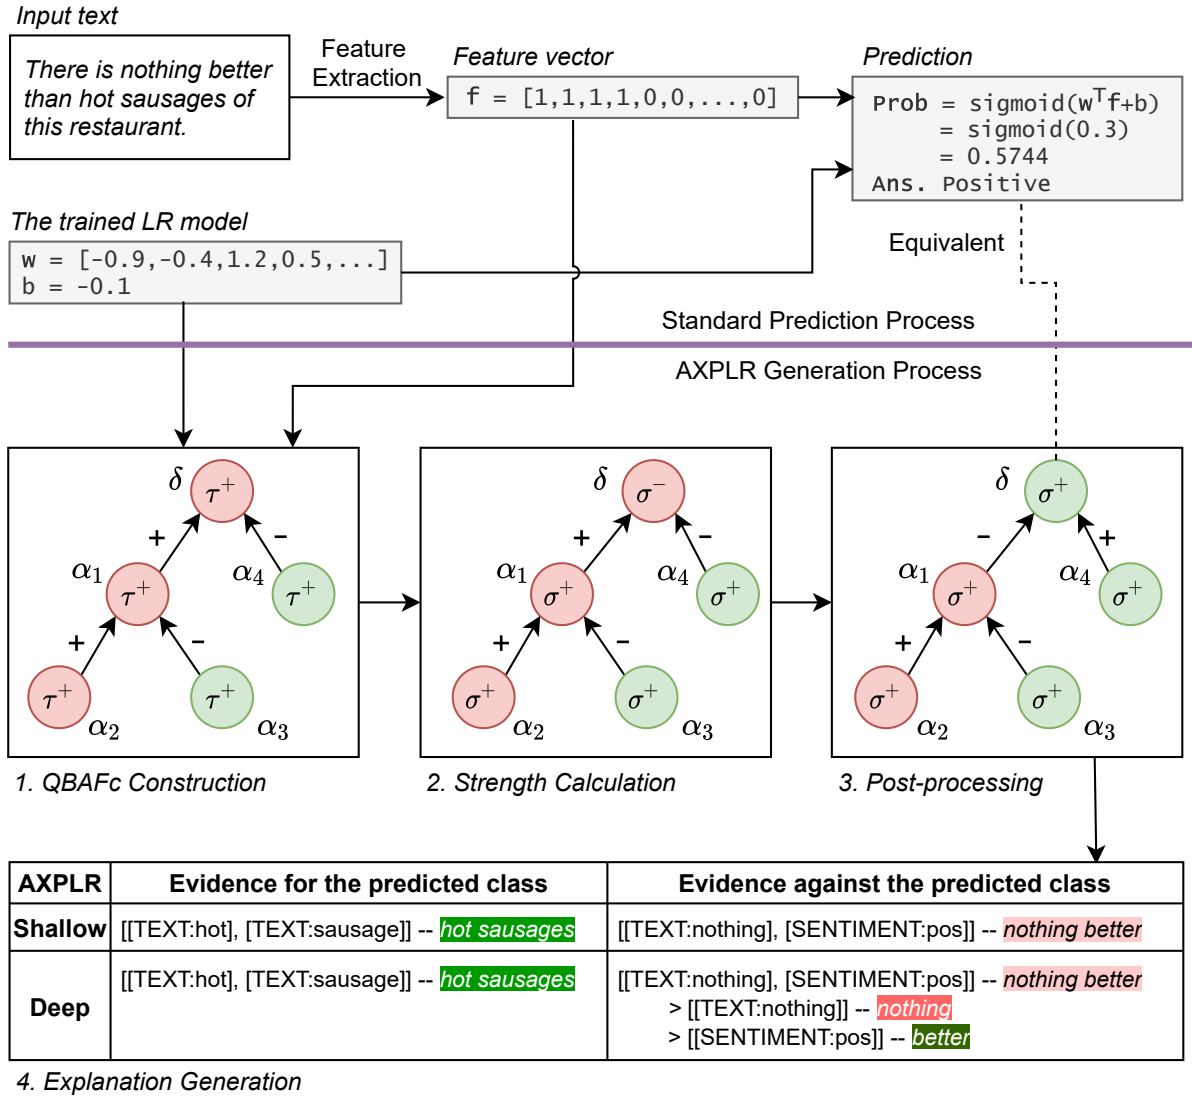 Input text
There is nothing better
than hot sausages of
this restaurant.
Feature
Extraction
Feature vector
f = [1,1,1,1,0,0,...,0]
Prediction
Prob = sigmoid(wᵀf+b)
= sigmoid(0.3)
= 0.5744
Ans. Positive
The trained LR model
w = [-0.9,-0.4,1.2,0.5,...]
b = -0.1
Equivalent
Standard Prediction Process
AXPLR Generation Process
δ τ⁺
+ -
α₁ τ⁺ α₄ τ⁺
+ -
τ⁺ α₂ τ⁺ α₃
1. QBAFc Construction
δ σ⁻
+ -
α₁ σ⁺ α₄ σ⁺
+ -
σ⁺ α₂ σ⁺ α₃
2. Strength Calculation
δ σ⁺
- +
α₁ σ⁺ α₄ σ⁺
+ -
σ⁺ α₂ σ⁺ α₃
3. Post-processing
AXPLR Evidence for the predicted class Evidence against the predicted class
Shallow [[TEXT:hot], [TEXT:sausage]] -- hot sausages [[TEXT:nothing], [SENTIMENT:pos]] -- nothing better
Deep [[TEXT:hot], [TEXT:sausage]] -- hot sausages [[TEXT:nothing], [SENTIMENT:pos]] -- nothing better
> [[TEXT:nothing]] -- nothing
> [[SENTIMENT:pos]] -- better
4. Explanation Generation